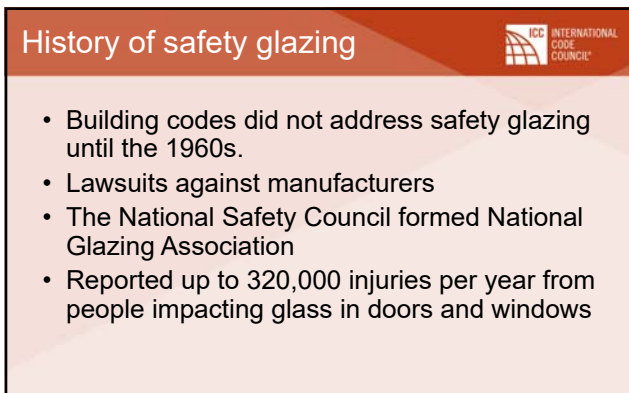 History of safety glazing
ICC INTERNATIONAL
CODE
COUNCIL®
• Building codes did not address safety glazing
until the 1960s.
• Lawsuits against manufacturers
• The National Safety Council formed National
Glazing Association
• Reported up to 320,000 injuries per year from
people impacting glass in doors and windows